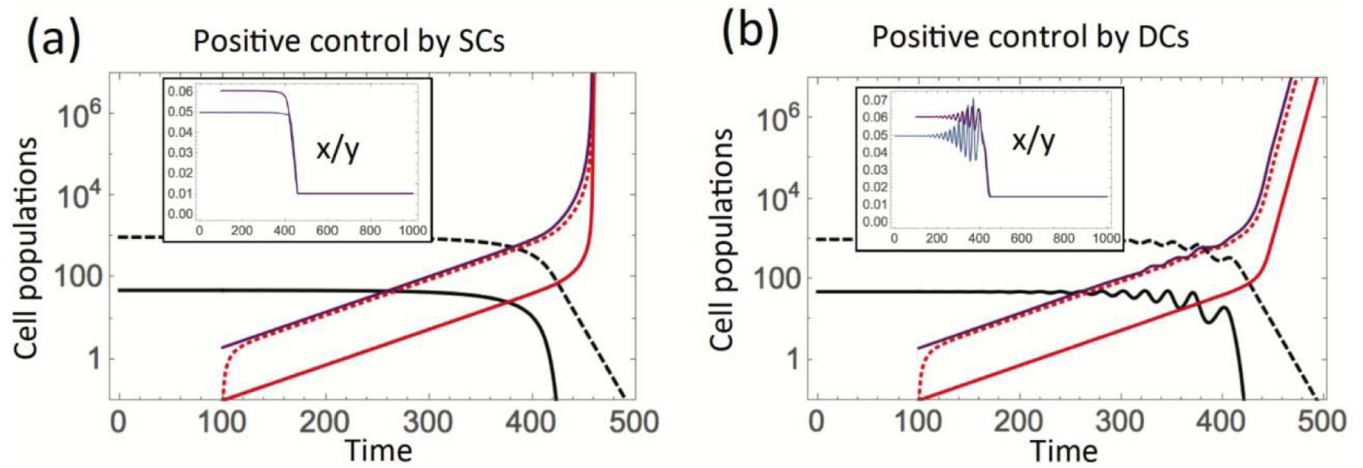 (a)
Positive control by SCs
Cell populations
10^6
10^4
100
1
0 100 200 300 400 500
Time
0.06
0.05
0.04
0.03
0.02
0.01
0.00
x/y
0 200 400 600 800 1000
(b)
Positive control by DCs
Cell populations
10^6
10^4
100
1
0 100 200 300 400 500
Time
0.07
0.06
0.05
0.04
0.02
0.02
0.01
0.00
x/y
0 200 400 600 800 1000